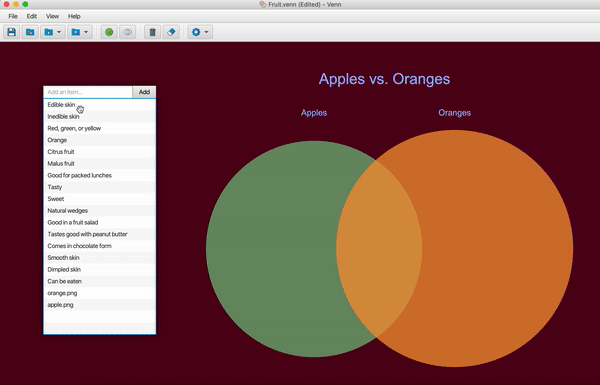 Fruit.venn (Edited) - Venn
File Edit View Help
Apples vs. Oranges
Add an item... Add
Apples Oranges
Edible skin
Inedible skin
Red, green, or yellow
Orange
Citrus fruit
Malus fruit
Good for packed lunches
Tasty
Sweet
Natural wedges
Good in a fruit salad
Tastes good with peanut butter
Comes in chocolate form
Smooth skin
Dimpled skin
Can be eaten
orange.png
apple.png